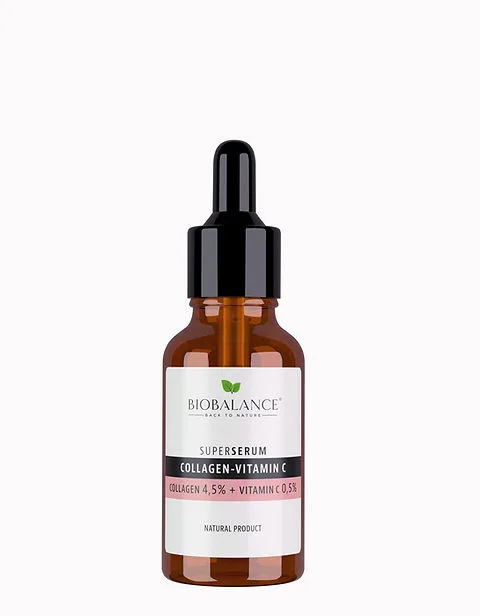 BIOBALANCE®
BACK TO NATURE
SUPERSERUM
COLLAGEN-VITAMIN C
COLLAGEN 4,5% + VITAMIN C 0,5%
NATURAL PRODUCT